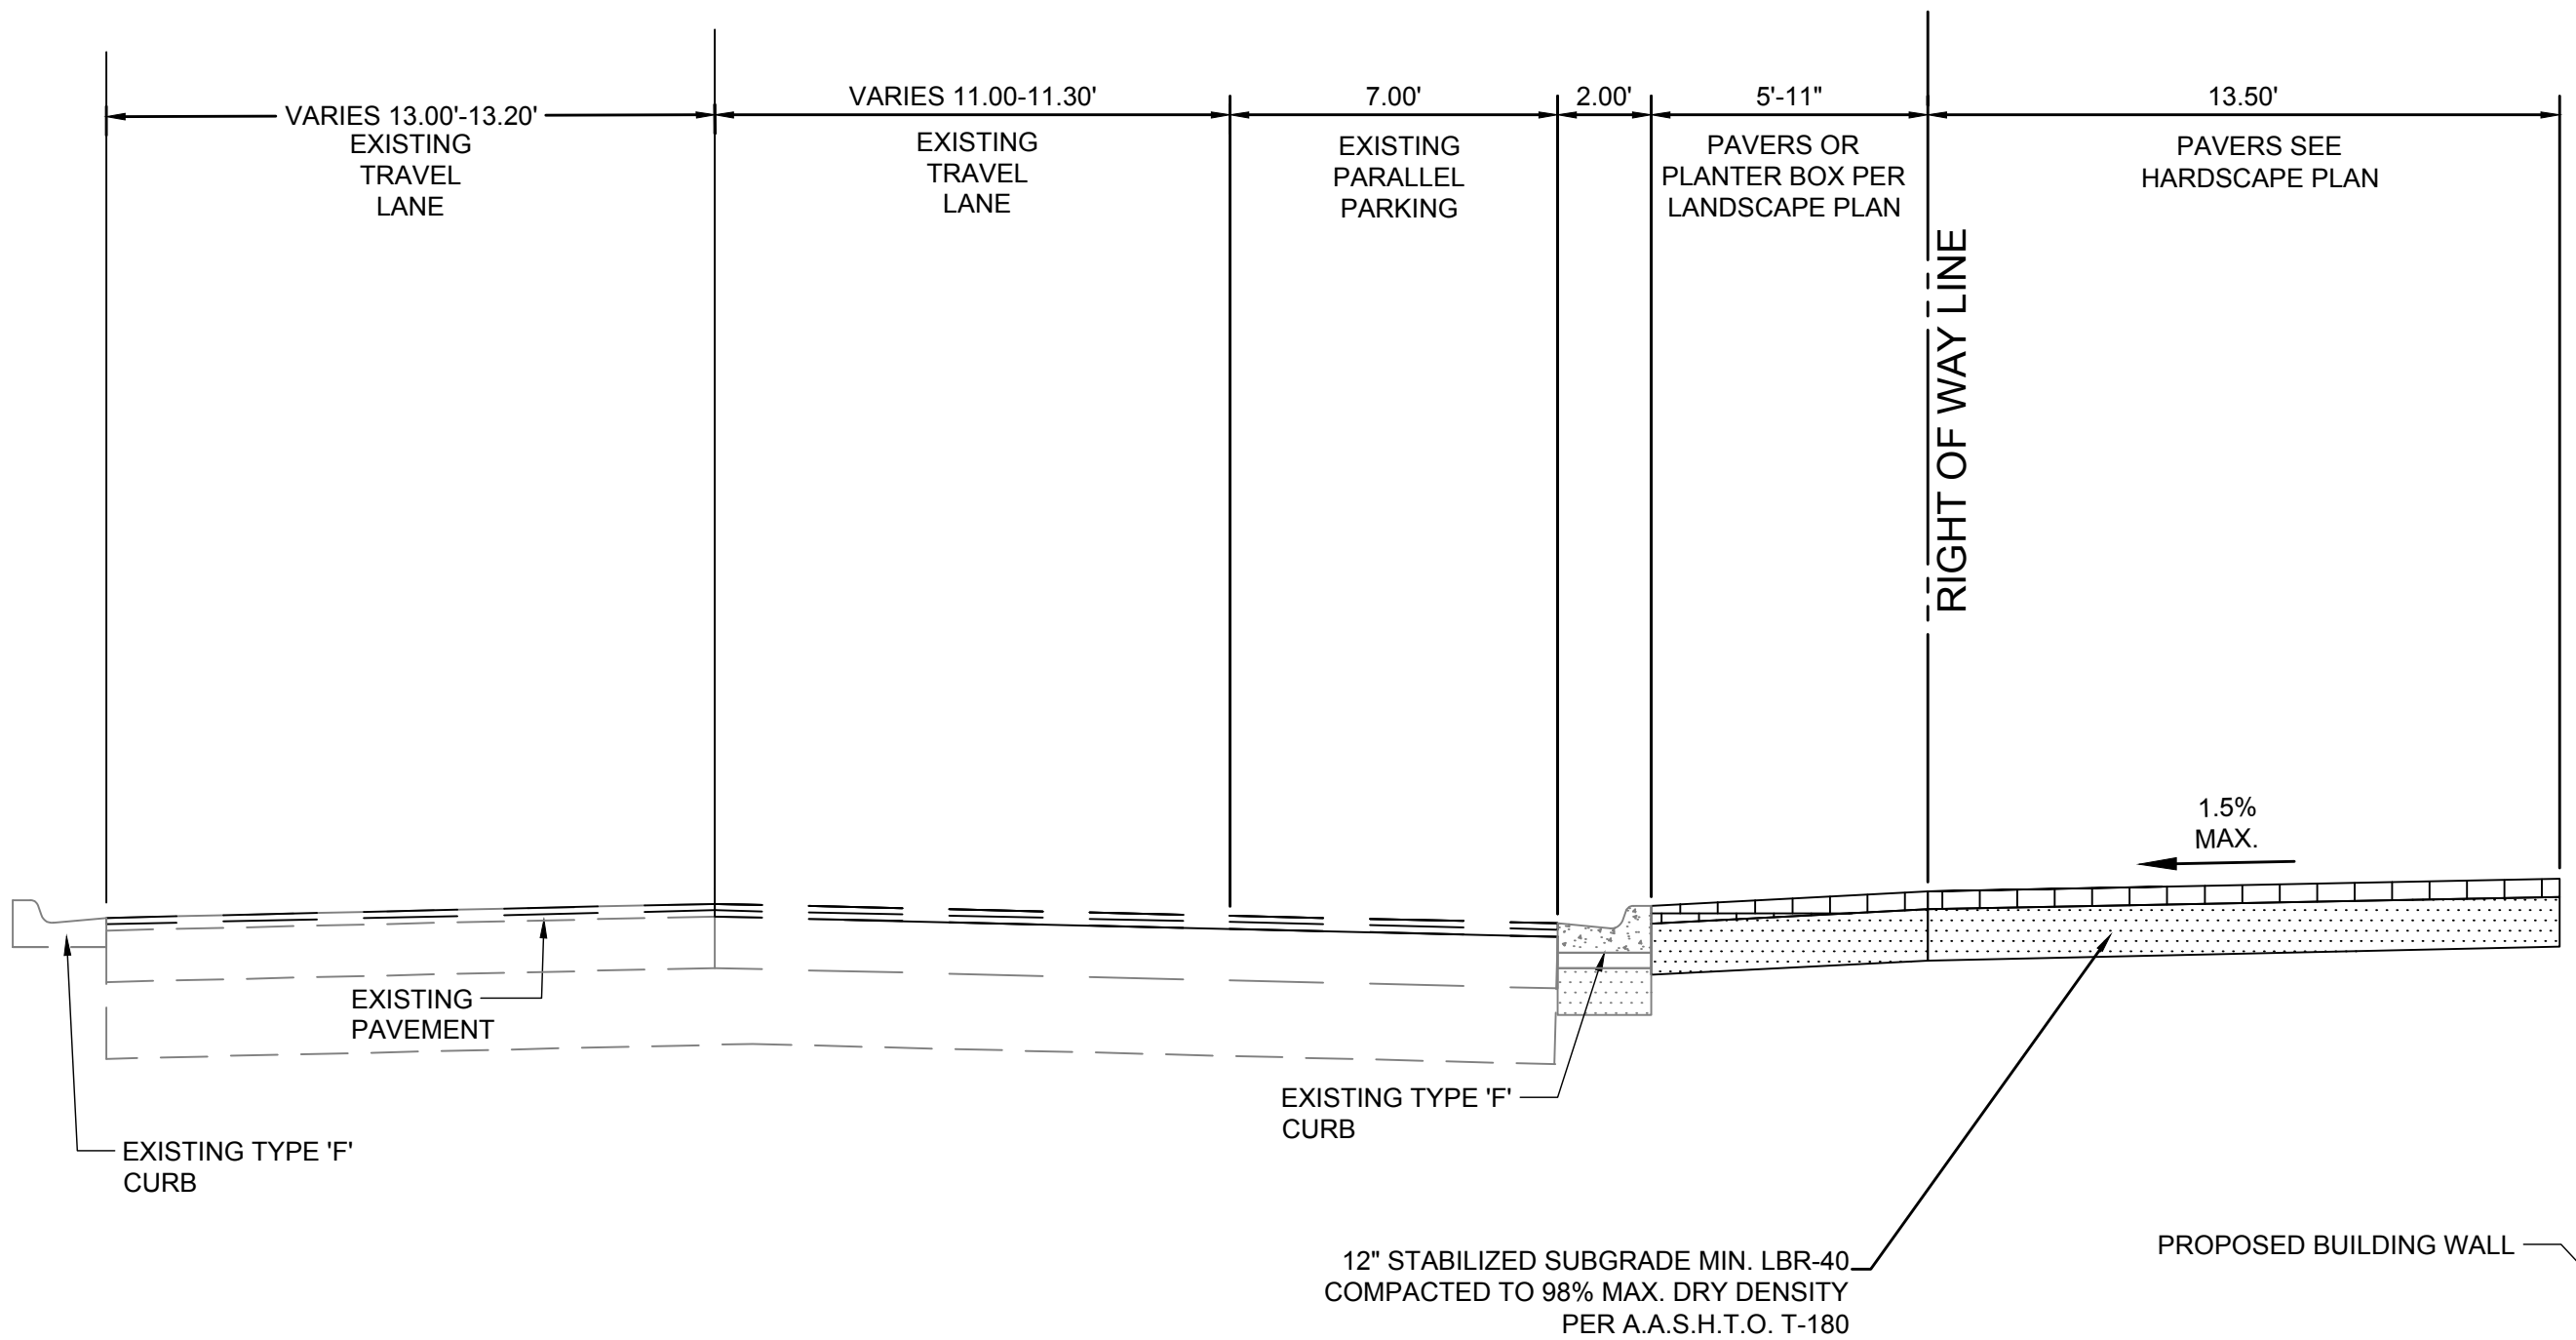 VARIES 13.00'-13.20'
EXISTING
TRAVEL
LANE
VARIES 11.00-11.30'
EXISTING
TRAVEL
LANE
7.00'
EXISTING
PARALLEL
PARKING
2.00'
5'-11"
PAVERS OR
PLANTER BOX PER
LANDSCAPE PLAN
13.50'
PAVERS SEE
HARDSCAPE PLAN
RIGHT OF WAY LINE
1.5%
MAX.
EXISTING
PAVEMENT
EXISTING TYPE 'F'
CURB
EXISTING TYPE 'F'
CURB
12" STABILIZED SUBGRADE MIN. LBR-40
COMPACTED TO 98% MAX. DRY DENSITY
PER A.A.S.H.T.O. T-180
PROPOSED BUILDING WALL